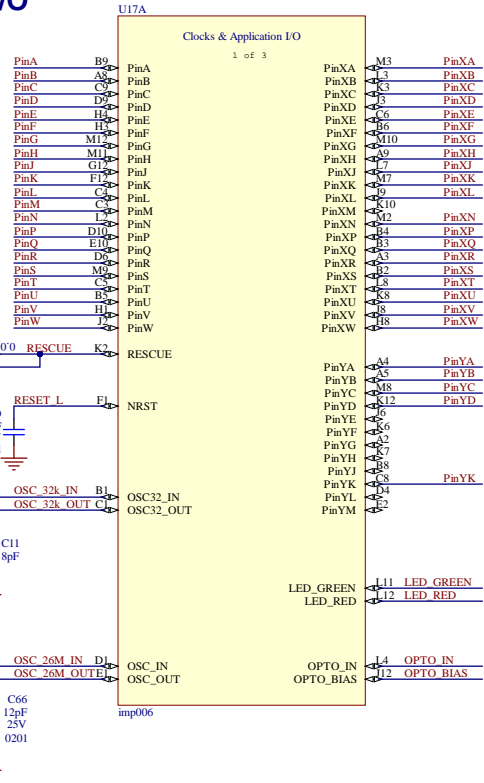 I/O
U17A
Clocks & Application I/O
1 of 3
PinA B9 PinA PinXA M3 PinXA
PinB A8 PinB PinXB L3 PinXB
PinC C9 PinC PinXC K3 PinXC
PinD D9 PinD PinXD J3 PinXD
PinE H4 PinE PinXE C6 PinXE
PinF H3 PinF PinXF B6 PinXF
PinG M12 PinG PinXG M10 PinXG
PinH M11 PinH PinXH A9 PinXH
PinJ G12 PinJ PinXJ L7 PinXJ
PinK F12 PinK PinXK M7 PinXK
PinL C4 PinL PinXL J9 PinXL
PinM C3 PinM PinXM K10
PinN L2 PinN PinXN M2 PinXN
PinP D10 PinP PinXP B4 PinXP
PinQ E10 PinQ PinXQ B3 PinXQ
PinR D6 PinR PinXR A3 PinXR
PinS M9 PinS PinXS B2 PinXS
PinT C5 PinT PinXT L8 PinXT
PinU B5 PinU PinXU K8 PinXU
PinV H1 PinV PinXV J8 PinXV
PinW J2 PinW PinXW H8 PinXW
RESCUE K2 RESCUE
PinYA A4 PinYA
PinYB A5 PinYB
PinYC M8 PinYC
RESET_L F1 NRST PinYD K12 PinYD
PinYE J6
PinYF K6
PinYG A2
PinYH K7
PinYJ B8
PinYK C8 PinYK
OSC_32k_IN B1 OSC32_IN PinYL D4
OSC_32k_OUT C1 OSC32_OUT PinYM E2
C11
8pF
LED_GREEN L11 LED_GREEN
LED_RED L12 LED_RED
OSC_26M_IN D1 OSC_IN OPTO_IN L4 OPTO_IN
OSC_26M_OUT E1 OSC_OUT OPTO_BIAS J12 OPTO_BIAS
C66
imp006
12pF
25V
0201